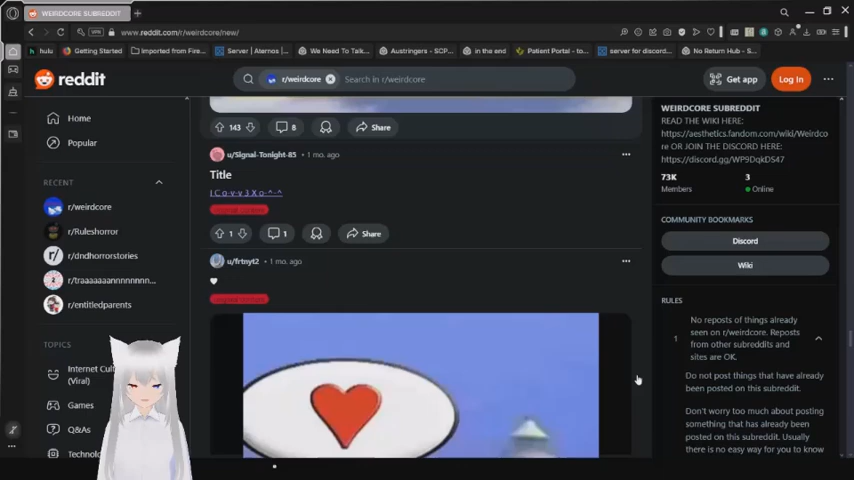 WEIRDCORE SUBREDDIT
VPN
www.reddit.com/r/weirdcore/new/
hulu
Getting Started
Imported from Fire...
Server | Aternos |
We Need To Talk...
Austringers - SCP...
in the end
Patient Portal - to...
server for discord...
No Return Hub - S...
reddit
r/weirdcore
Search in r/weirdcore
Get app
Log In
Home
Popular
RECENT
r/weirdcore
r/Ruleshorror
r/dndhorrorstories
r/traaaaaaannnnnnnn...
r/entitledparents
TOPICS
Internet Cul
(Viral)
Games
Q&As
Technolo
143
8
Share
u/Signal-Tonight-85 • 1 mo. ago
Title
1
1
Share
u/frtnyt2 • 1 mo. ago
WEIRDCORE SUBREDDIT
READ THE WIKI HERE:
https://aesthetics.fandom.com/wiki/Weirdco
re OR JOIN THE DISCORD HERE:
https://discord.gg/WP9DqkDS47
73K
Members
3
Online
COMMUNITY BOOKMARKS
Discord
Wiki
RULES
1
No reposts of things already
seen on r/weirdcore. Reposts
from other subreddits and
sites are OK.
Do not post things that have already
been posted on this subreddit.
Don't worry too much about posting
something that has already been
posted on this subreddit. Usually
there is no easy way for you to know